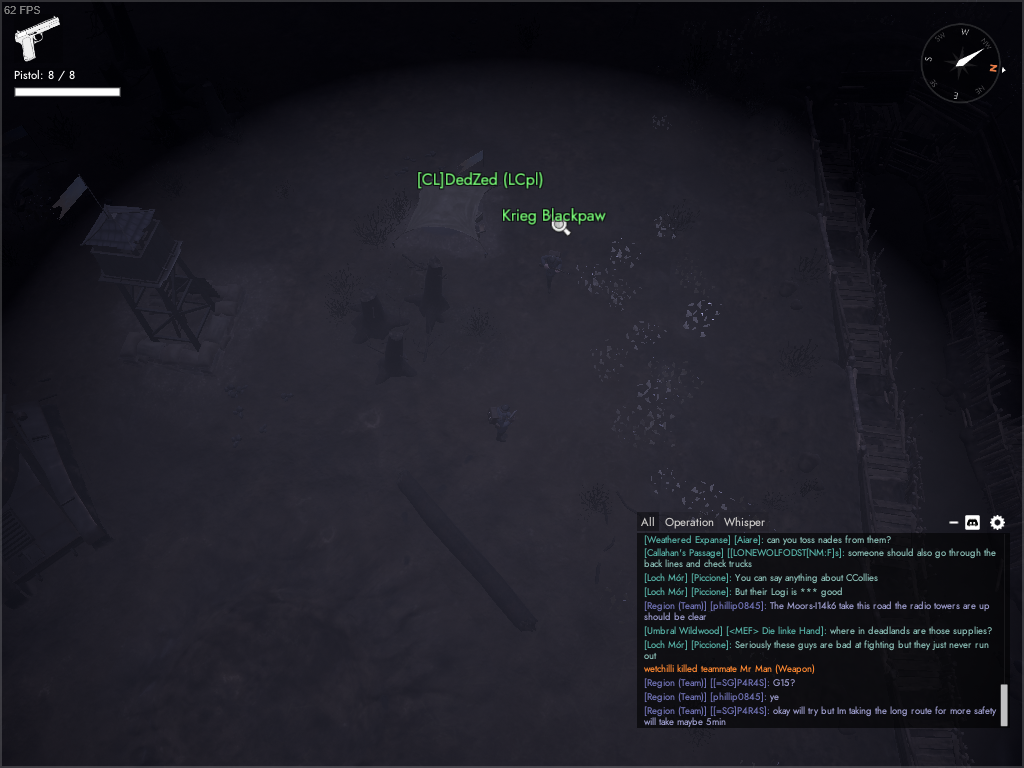 62 FPS
Pistol: 8 / 8
W
SW
NW
S
N
SE
NE
E
[CL]DedZed (LCpl)
Krieg Blackpaw
All Operation Whisper
[Weathered Expanse] [Aiare]: can you toss nades from them?
[Callahan's Passage] [[LONEWOLFODST[NM:F]s]: someone should also go through the
back lines and check trucks
[Loch Mór] [Piccione]: You can say anything about CCollies
[Loch Mór] [Piccione]: But their Logi is *** good
[Region (Team)] [phillip0845]: The Moors-I14k6 take this road the radio towers are up
should be clear
[Umbral Wildwood] [<MEF> Die linke Hand]: where in deadlands are those supplies?
[Loch Mór] [Piccione]: Seriously these guys are bad at fighting but they just never run
out
wetchilli killed teammate Mr Man (Weapon)
[Region (Team)] [[=SG]P4R4S]: G15?
[Region (Team)] [phillip0845]: ye
[Region (Team)] [[=SG]P4R4S]: okay will try but Im taking the long route for more safety
will take maybe 5min